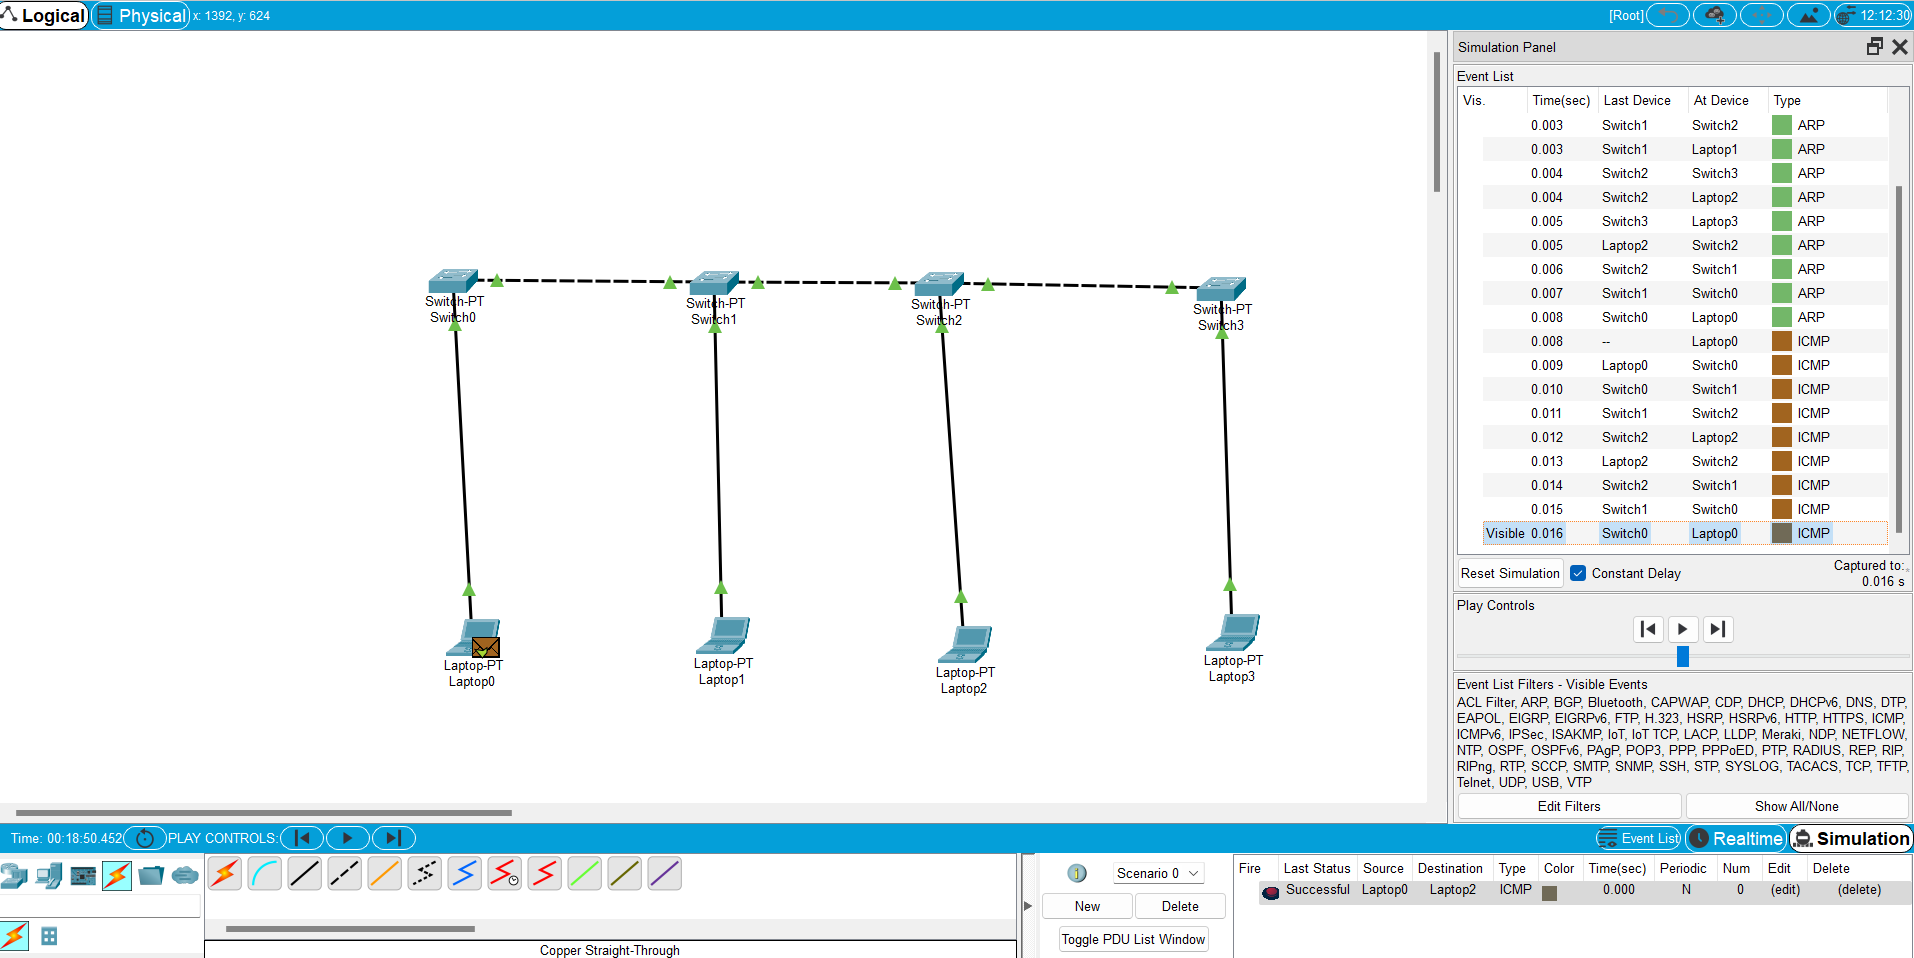 Logical Physical x: 1392, y: 624 [Root] 12:12:30
Simulation Panel
Event List
Vis. Time(sec) Last Device At Device Type
0.003 Switch1 Switch2 ARP
0.003 Switch1 Laptop1 ARP
0.004 Switch2 Switch3 ARP
0.004 Switch2 Laptop2 ARP
0.005 Switch3 Laptop3 ARP
0.005 Laptop2 Switch2 ARP
0.006 Switch2 Switch1 ARP
0.007 Switch1 Switch0 ARP
0.008 Switch0 Laptop0 ARP
0.008 -- Laptop0 ICMP
0.009 Laptop0 Switch0 ICMP
0.010 Switch0 Switch1 ICMP
0.011 Switch1 Switch2 ICMP
0.012 Switch2 Laptop2 ICMP
0.013 Laptop2 Switch2 ICMP
0.014 Switch2 Switch1 ICMP
0.015 Switch1 Switch0 ICMP
Visible 0.016 Switch0 Laptop0 ICMP
Reset Simulation Constant Delay Captured to:
0.016 s
Play Controls
Event List Filters - Visible Events
ACL Filter, ARP, BGP, Bluetooth, CAPWAP, CDP, DHCP, DHCPv6, DNS, DTP,
EAPOL, EIGRP, EIGRPv6, FTP, H.323, HSRP, HSRPv6, HTTP, HTTPS, ICMP,
ICMPv6, IPSec, ISAKMP, IoT, IoT TCP, LACP, LLDP, Meraki, NDP, NETFLOW,
NTP, OSPF, OSPFv6, PAgP, POP3, PPP, PPPoED, PTP, RADIUS, REP, RIP,
RIPng, RTP, SCCP, SMTP, SNMP, SSH, STP, SYSLOG, TACACS, TCP, TFTP,
Telnet, UDP, USB, VTP
Edit Filters Show All/None
Switch-PT
Switch0
Switch-PT
Switch1
Switch-PT
Switch2
Switch-PT
Switch3
Laptop-PT
Laptop0
Laptop-PT
Laptop1
Laptop-PT
Laptop2
Laptop-PT
Laptop3
Time: 00:18:50.452 PLAY CONTROLS: Event List Realtime Simulation
Copper Straight-Through
Scenario 0
New Delete
Toggle PDU List Window
Fire Last Status Source Destination Type Color Time(sec) Periodic Num Edit Delete
Successful Laptop0 Laptop2 ICMP 0.000 N 0 (edit) (delete)